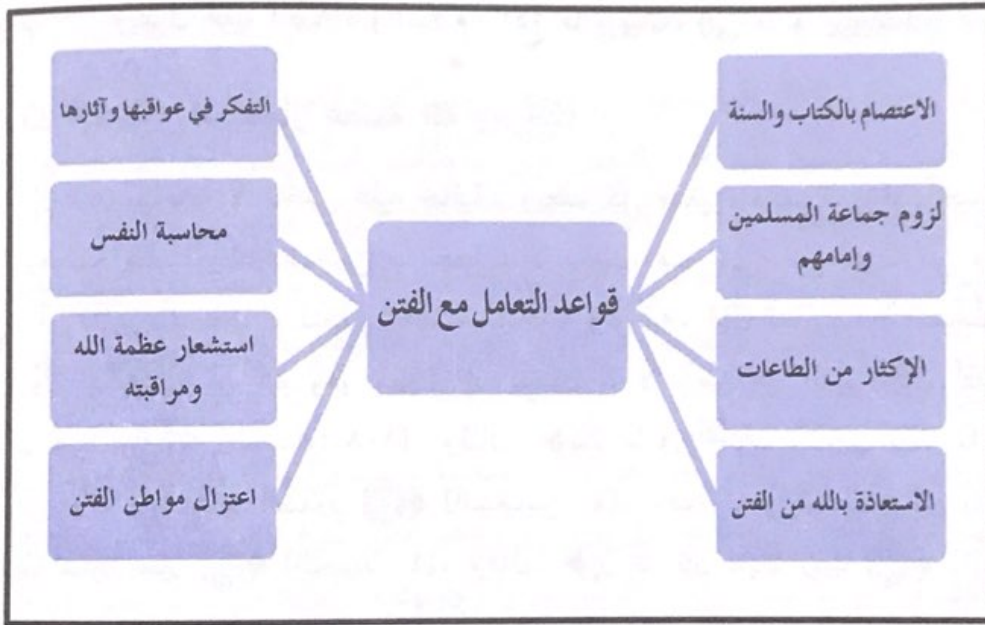 قواعد التعامل مع الفتن
الاعتصام بالكتاب والسنة
لزوم جماعة المسلمين
وإمامهم
الإكثار من الطاعات
الاستعاذة بالله من الفتن
التفكر في عواقبها وآثارها
محاسبة النفس
استشعار عظمة الله
ومراقبته
اعتزال مواطن الفتن